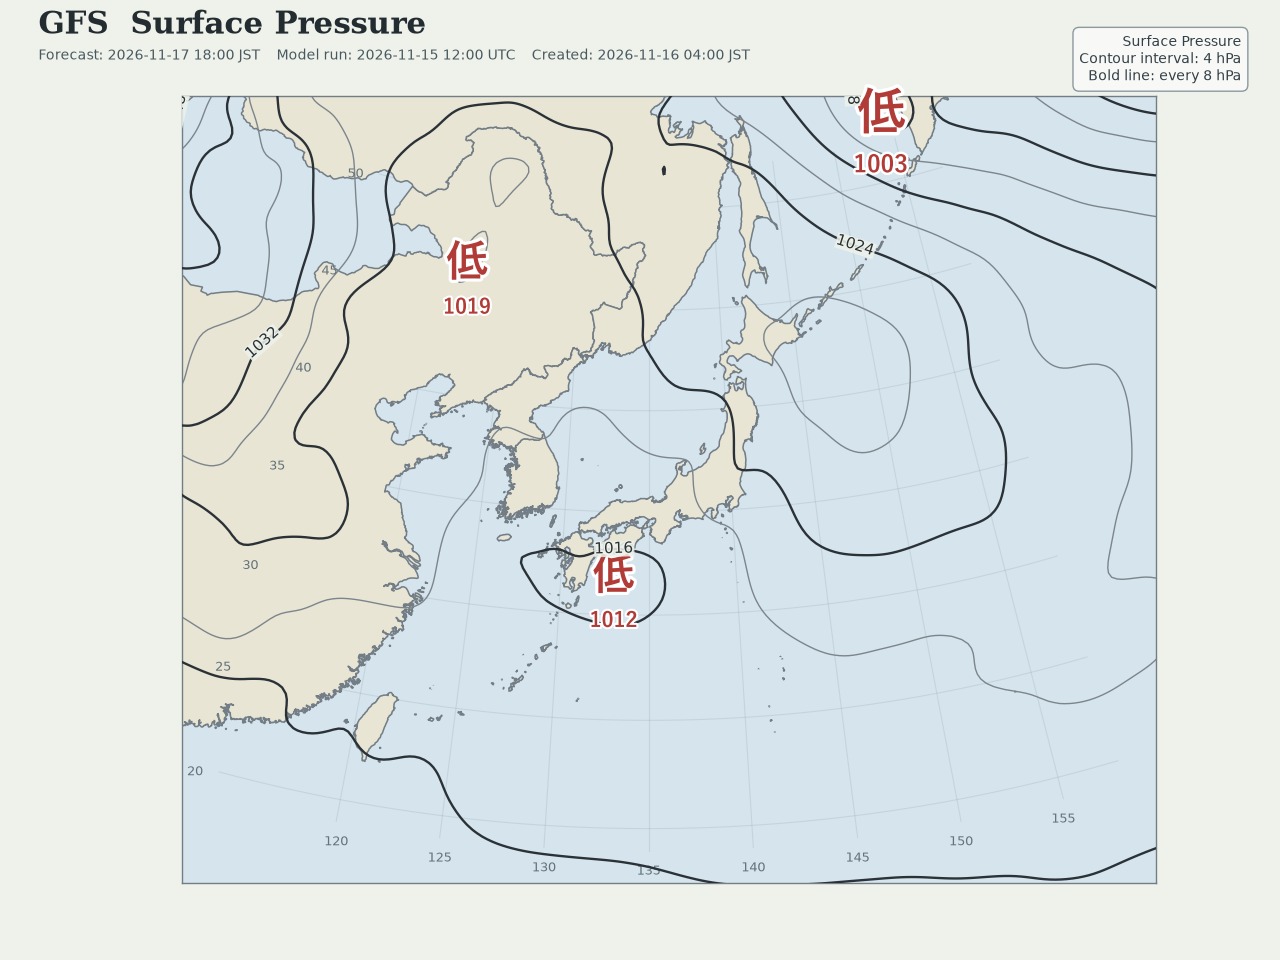 GFS  Surface Pressure
Forecast: 2026-11-17 18:00 JST    Model run: 2026-11-15 12:00 UTC    Created: 2026-11-16 04:00 JST
Surface Pressure
Contour interval: 4 hPa
Bold line: every 8 hPa
低
1003
50
1024
低
1019
45
1032
40
35
1016
低
1012
30
25
20
120
125
130
135
140
145
150
155